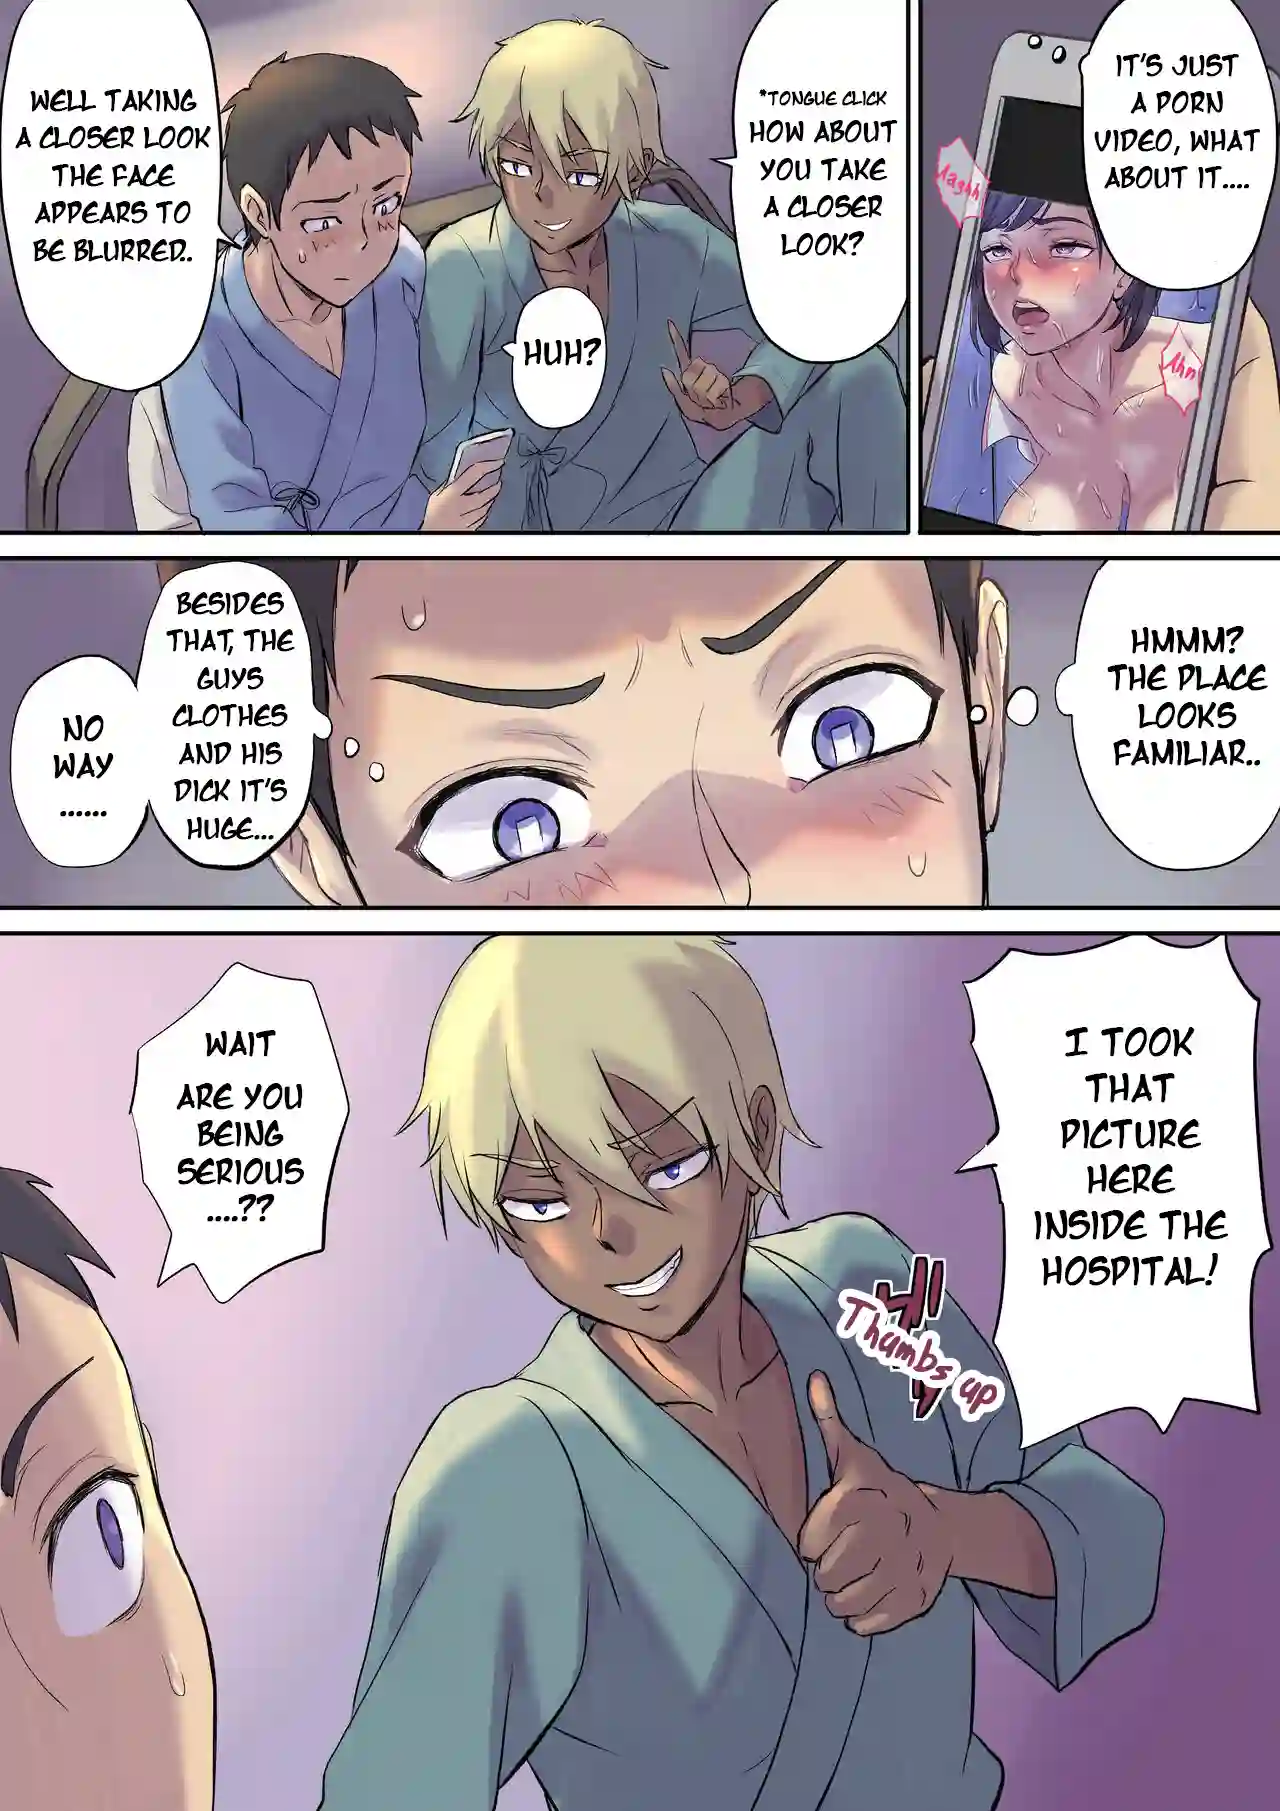 IT'S JUST
A PORN
VIDEO, WHAT
ABOUT IT....
Aaghh
Ahn
*TONGUE CLICK
HOW ABOUT
YOU TAKE
A CLOSER
LOOK?
HUH?
WELL TAKING
A CLOSER LOOK
THE FACE
APPEARS TO
BE BLURRED..
HMMM?
THE PLACE
LOOKS
FAMILIAR..
BESIDES
THAT, THE
GUYS
CLOTHES
AND HIS
DICK IT'S
HUGE...
NO
WAY
......
I TOOK
THAT
PICTURE
HERE
INSIDE THE
HOSPITAL!
Thumbs up
WAIT
ARE YOU
BEING
SERIOUS
....??